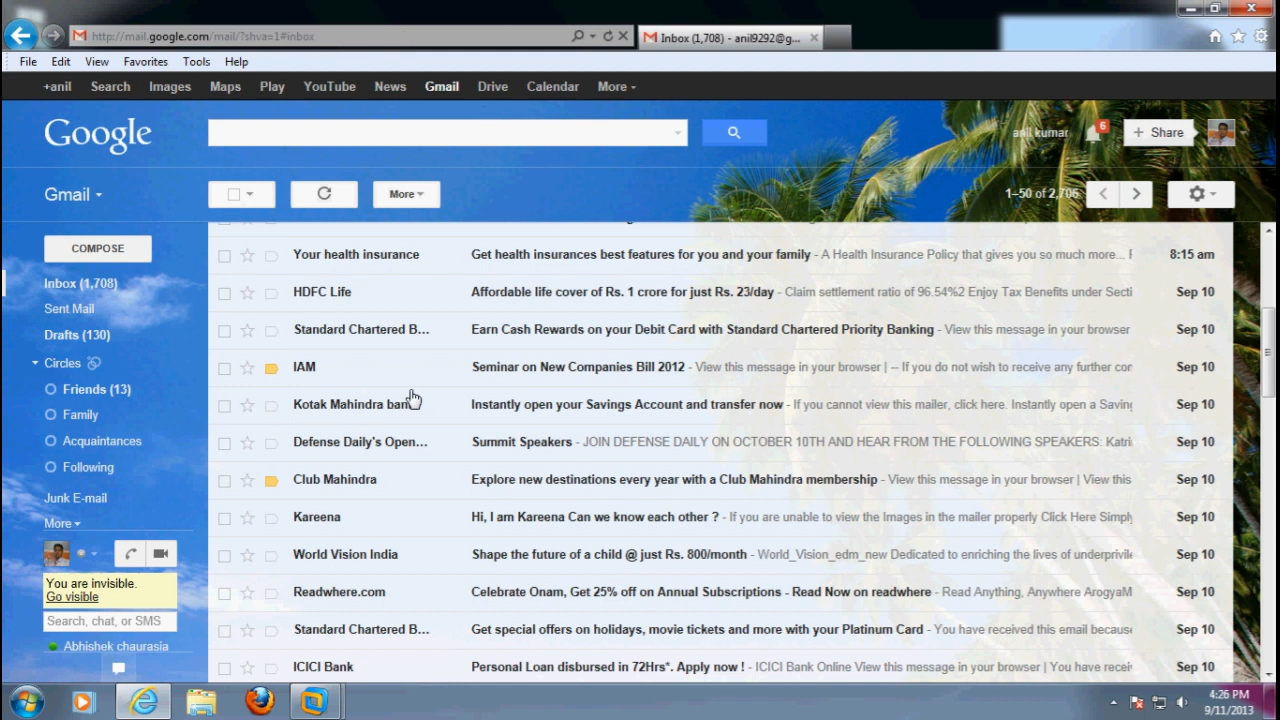 http://mail.google.com/mail/?shva=1#inbox
Inbox (1,708) - anil9292@g...
File Edit View Favorites Tools Help
+anil Search Images Maps Play YouTube News Gmail Drive Calendar More
Google
anil kumar 6 + Share
Gmail More 1–50 of 2,706
COMPOSE
Inbox (1,708)
Sent Mail
Drafts (130)
Circles
Friends (13)
Family
Acquaintances
Following
Junk E-mail
More
You are invisible.
Go visible
Search, chat, or SMS
Abhishek chaurasia
Your health insurance Get health insurances best features for you and your family - A Health Insurance Policy that gives you so much more... 8:15 am
HDFC Life Affordable life cover of Rs. 1 crore for just Rs. 23/day - Claim settlement ratio of 96.54%2 Enjoy Tax Benefits under Secti Sep 10
Standard Chartered B... Earn Cash Rewards on your Debit Card with Standard Chartered Priority Banking - View this message in your browser Sep 10
IAM Seminar on New Companies Bill 2012 - View this message in your browser | -- If you do not wish to receive any further cor Sep 10
Kotak Mahindra ban Instantly open your Savings Account and transfer now - If you cannot view this mailer, click here. Instantly open a Saving Sep 10
Defense Daily's Open... Summit Speakers - JOIN DEFENSE DAILY ON OCTOBER 10TH AND HEAR FROM THE FOLLOWING SPEAKERS: Katri Sep 10
Club Mahindra Explore new destinations every year with a Club Mahindra membership - View this message in your browser | View this Sep 10
Kareena Hi, I am Kareena Can we know each other ? - If you are unable to view the Images in the mailer properly Click Here Simply Sep 10
World Vision India Shape the future of a child @ just Rs. 800/month - World_Vision_edm_new Dedicated to enriching the lives of underprivile Sep 10
Readwhere.com Celebrate Onam, Get 25% off on Annual Subscriptions - Read Now on readwhere - Read Anything, Anywhere ArogyaM Sep 10
Standard Chartered B... Get special offers on holidays, movie tickets and more with your Platinum Card - You have received this email because Sep 10
ICICI Bank Personal Loan disbursed in 72Hrs*. Apply now ! - ICICI Bank Online View this message in your browser | You have recei Sep 10
4:26 PM
9/11/2013